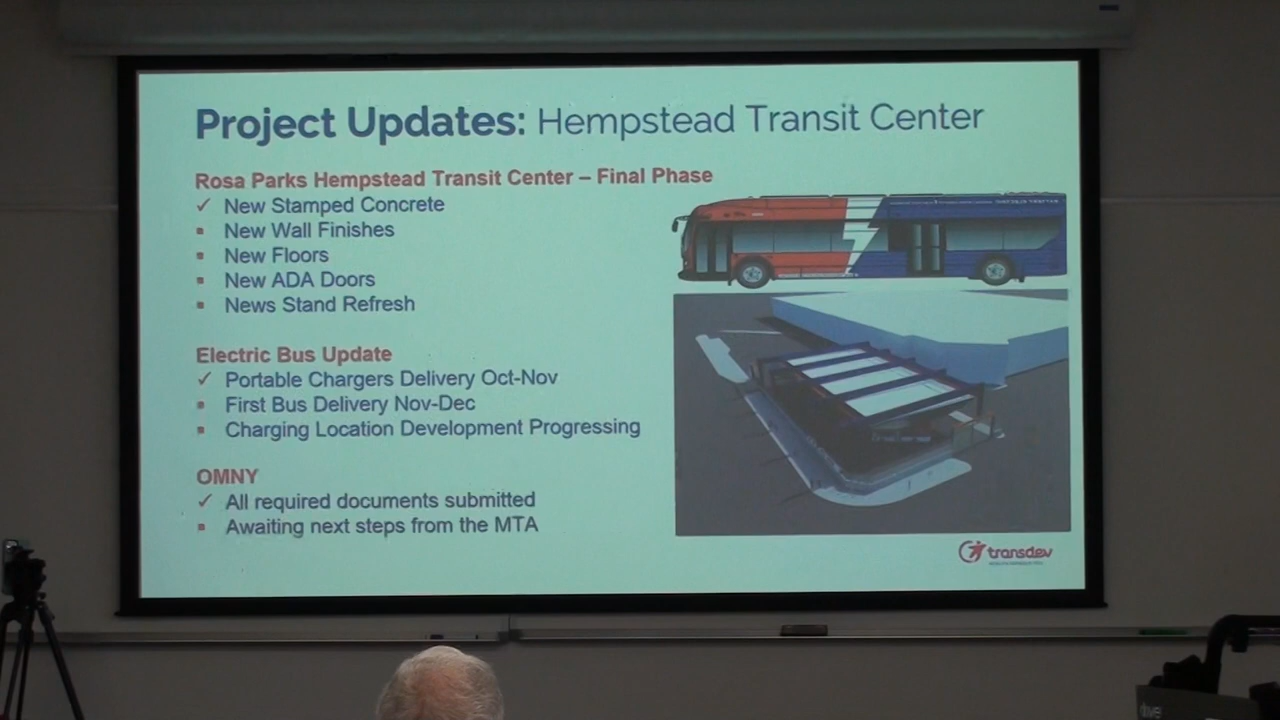 Project Updates: Hempstead Transit Center
Rosa Parks Hempstead Transit Center – Final Phase
✓ New Stamped Concrete
▪ New Wall Finishes
▪ New Floors
▪ New ADA Doors
▪ News Stand Refresh
Electric Bus Update
✓ Portable Chargers Delivery Oct-Nov
▪ First Bus Delivery Nov-Dec
▪ Charging Location Development Progressing
OMNY
✓ All required documents submitted
▪ Awaiting next steps from the MTA
transdev